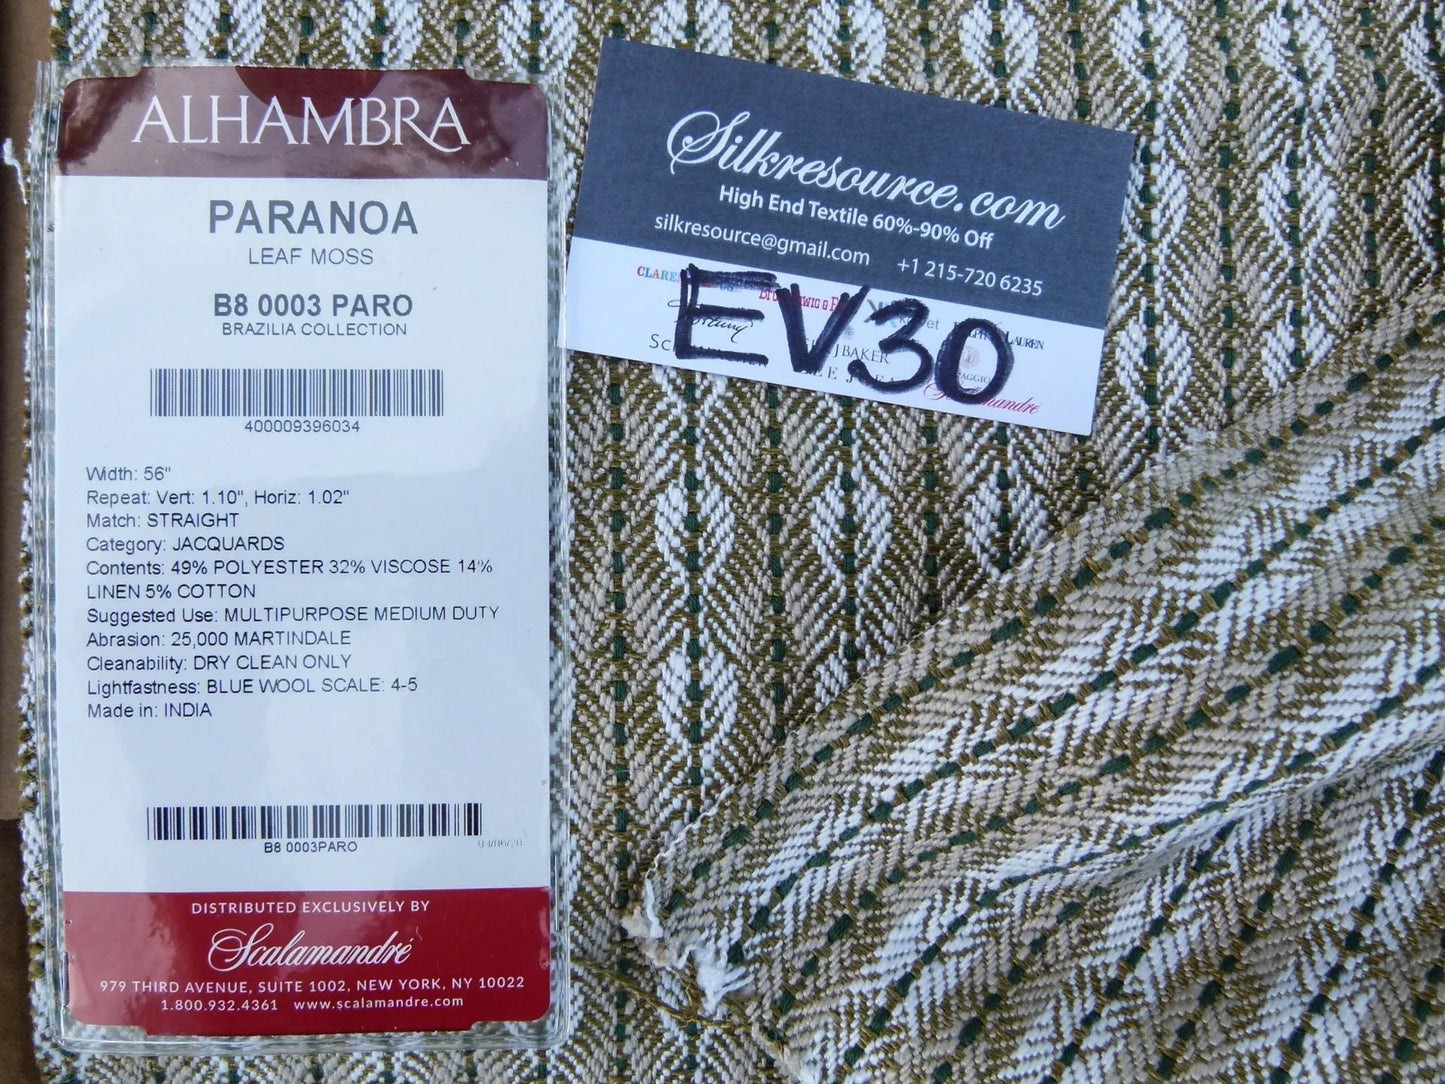 ALHAMBRA
PARANOA
LEAF MOSS
B8 0003 PARO
BRAZILIA COLLECTION
400009396034
Width: 56"
Repeat: Vert: 1.10", Horiz: 1.02"
Match: STRAIGHT
Category: JACQUARDS
Contents: 49% POLYESTER 32% VISCOSE 14%
LINEN 5% COTTON
Suggested Use: MULTIPURPOSE MEDIUM DUTY
Abrasion: 25,000 MARTINDALE
Cleanability: DRY CLEAN ONLY
Lightfastness: BLUE WOOL SCALE: 4-5
Made in: INDIA
B8 0003PARO
DISTRIBUTED EXCLUSIVELY BY
Scalamandré
979 THIRD AVENUE, SUITE 1002, NEW YORK, NY 10022
1.800.932.4361 www.scalamandre.com
Silkresource.com
High End Textile 60%-90% Off
silkresource@gmail.com +1 215-720 6235
EV30
LAUREN
BAKER